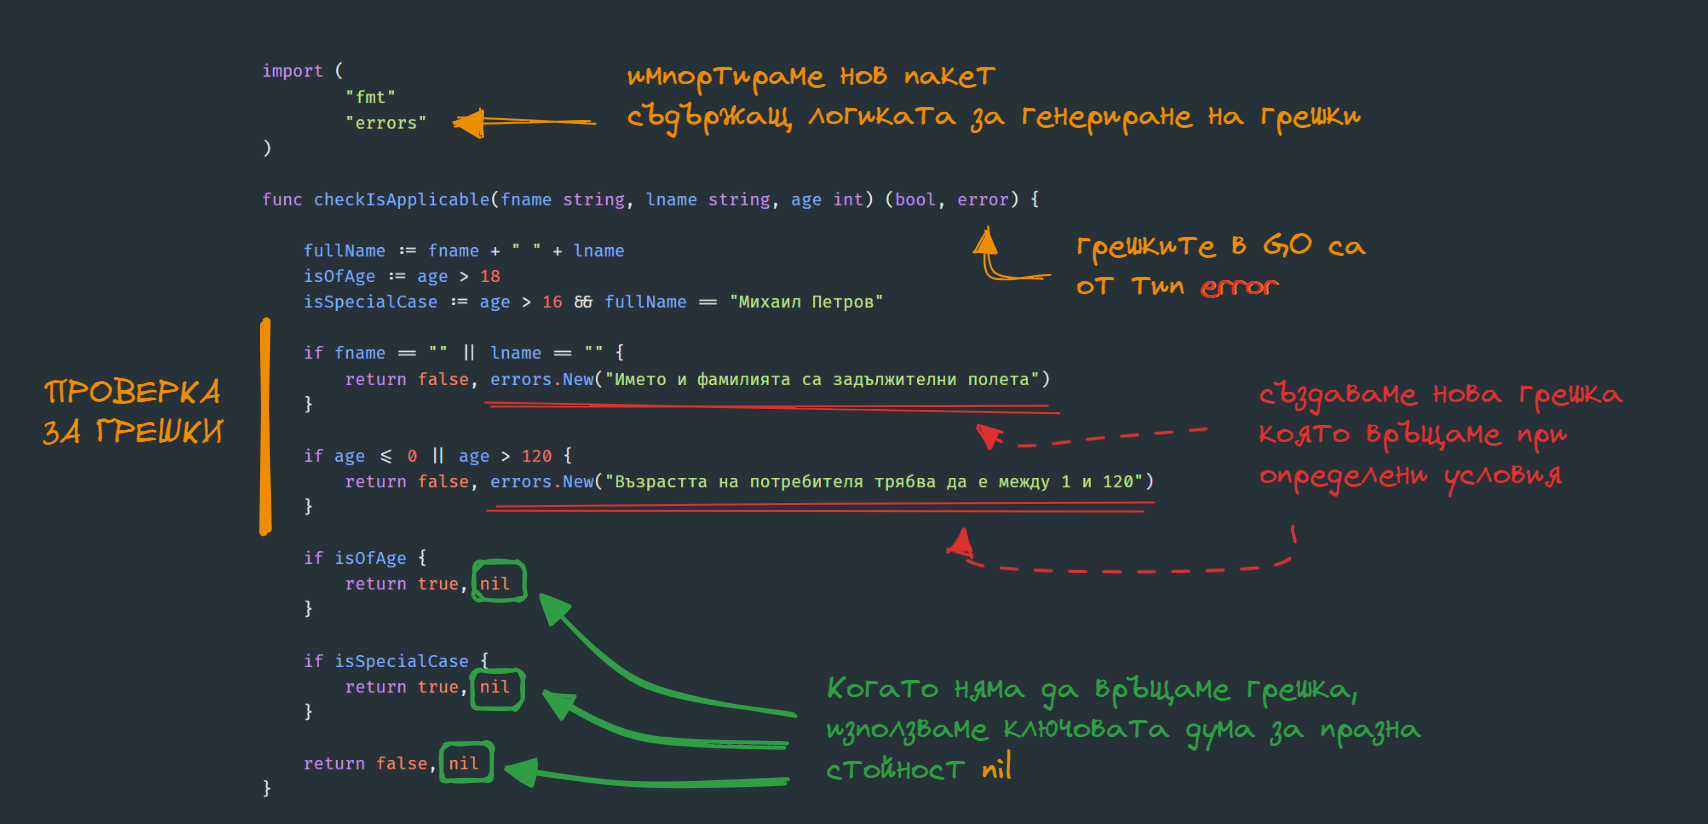 import (
"fmt"
"errors"
)
импортираме нов пакет
съдържащ логиката за генериране на грешки
func checkIsApplicable(fname string, lname string, age int) (bool, error) {
грешките в GO са
от тип error
fullName := fname + " " + lname
isOfAge := age > 18
isSpecialCase := age > 16 && fullName == "Михаил Петров"
ПРОВЕРКА
ЗА ГРЕШКИ
if fname == "" || lname == "" {
return false, errors.New("Името и фамилията са задължителни полета")
}
if age <= 0 || age > 120 {
return false, errors.New("Възрастта на потребителя трябва да е между 1 и 120")
}
създаваме нова грешка
която връщаме при
определени условия
if isOfAge {
return true, nil
}
if isSpecialCase {
return true, nil
}
return false, nil
}
Когато няма да връщаме грешка,
използваме ключовата дума за празна
стойност nil